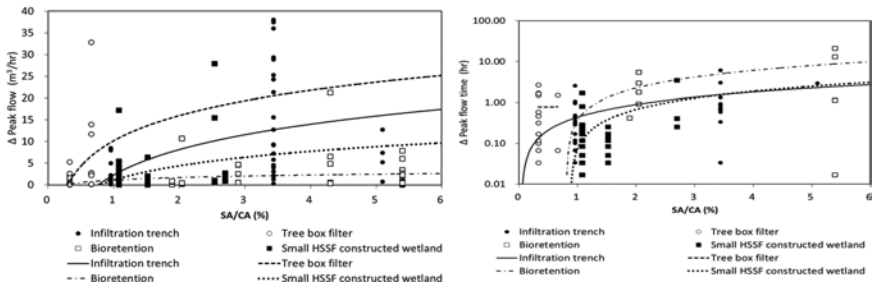 Δ Peak flow (m³/hr)
40
35
30
25
20
15
10
5
0
0 1 2 3 4 5 6
SA/CA (%)
Infiltration trench Tree box filter
Bioretention Small HSSF constructed wetland
Infiltration trench Tree box filter
Bioretention Small HSSF constructed wetland
Δ Peak flow time (hr)
100.00
10.00
1.00
0.10
0.01
0 1 2 3 4 5 6
SA/CA (%)
Infiltration trench Tree box filter
Bioretention Small HSSF constructed wetland
Infiltration trench Tree box filter
Bioretention Small HSSF constructed wetland